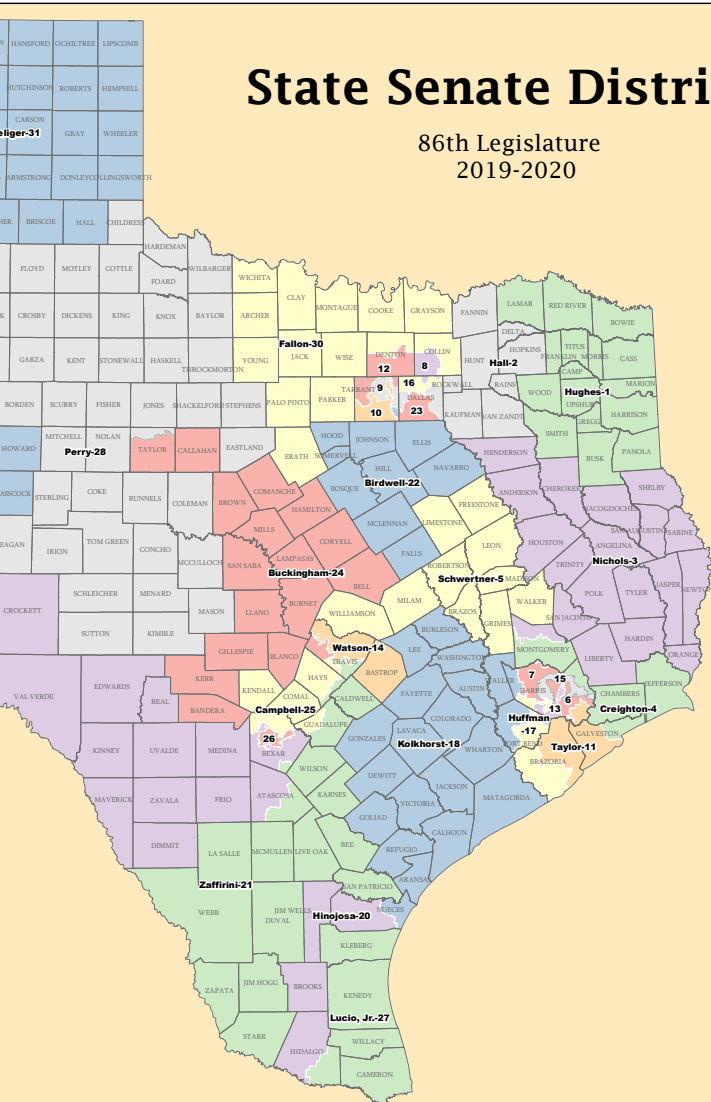 State Senate Distri
86th Legislature
2019-2020
HANSFORD OCHILTREE LIPSCOMB
HUTCHINSON ROBERTS HEMPHILL
CARSON
eliger-31 GRAY WHEELER
ARMSTRONG DONLEY COLLINGSWORTH
HER BRISCOE HALL CHILDRESS
HARDEMAN
FLOYD MOTLEY COTTLE WILBARGER
FOARD WICHITA
CLAY
K CROSBY DICKENS KING KNOX BAYLOR ARCHER MONTAGUE COOKE GRAYSON FANNIN LAMAR RED RIVER BOWIE
Fallon-30 DELTA
GARZA KENT STONEWALL HASKELL THROCKMORTON YOUNG JACK WISE DENTON COLLIN HUNT HOPKINS FRANKLIN TITUS MORRIS CASS
12 8 Hall-2 CAMP
TARRANT 9 16 ROCKWALL RAINS WOOD Hughes-1 MARION
BORDEN SCURRY FISHER JONES SHACKELFORD STEPHENS PALO PINTO PARKER 10 DALLAS 23 KAUFMAN VAN ZANDT UPSHUR HARRISON
GREGG
MITCHELL NOLAN SMITH
HOWARD Perry-28 TAYLOR CALLAHAN EASTLAND ERATH HOOD JOHNSON ELLIS HENDERSON RUSK PANOLA
SOMERVELL HILL NAVARRO
ASSCOCK STERLING COKE RUNNELS COLEMAN BROWN COMANCHE BOSQUE Birdwell-22 ANDERSON CHEROKEE SHELBY
HAMILTON FREESTONE NACOGDOCHES
MILLS MCLENNAN LIMESTONE SAN AUGUSTINE SABINE
EAGAN IRION TOM GREEN CONCHO CORYELL FALLS LEON HOUSTON ANGELINA
MCCULLOCH SAN SABA LAMPASAS ROBERTSON Nichols-3
Buckingham-24 Schwertner-5 MADISON TRINITY
CROCKETT SCHLEICHER MENARD BELL JASPER NEWTO
MASON LLANO BURNET MILAM WALKER POLK TYLER
WILLIAMSON BRAZOS GRIMES SAN JACINTO
SUTTON KIMBLE BURLESON HARDIN
Watson-14 LEE WASHINGTON MONTGOMERY LIBERTY ORANGE
GILLESPIE BLANCO TRAVIS
KERR HAYS BASTROP WALLER 7 15
VAL VERDE EDWARDS KENDALL CALDWELL FAYETTE AUSTIN HARRIS 6 CHAMBERS JEFFERSON
REAL BANDERA COMAL 13 Creighton-4
Campbell-25 COLORADO Huffman
-17
GUADALUPE LAVACA
KINNEY UVALDE MEDINA 26 GONZALES Kolkhorst-18 WHARTON FORT BEND Taylor-11 GALVESTON
BEXAR BRAZORIA
WILSON DEWITT JACKSON
MAVERICK ZAVALA FRIO ATASCOSA KARNES VICTORIA MATAGORDA
GOLIAD
DIMMIT LA SALLE MCMULLEN LIVE OAK BEE CALHOUN
REFUGIO
Zaffirini-21 SAN PATRICIO ARANSAS
WEBB JIM WELLS Hinojosa-20 NUECES
DUVAL
KLEBERG
ZAPATA JIM HOGG BROOKS
KENEDY
Lucio, Jr.-27
STARR WILLACY
HIDALGO
CAMERON